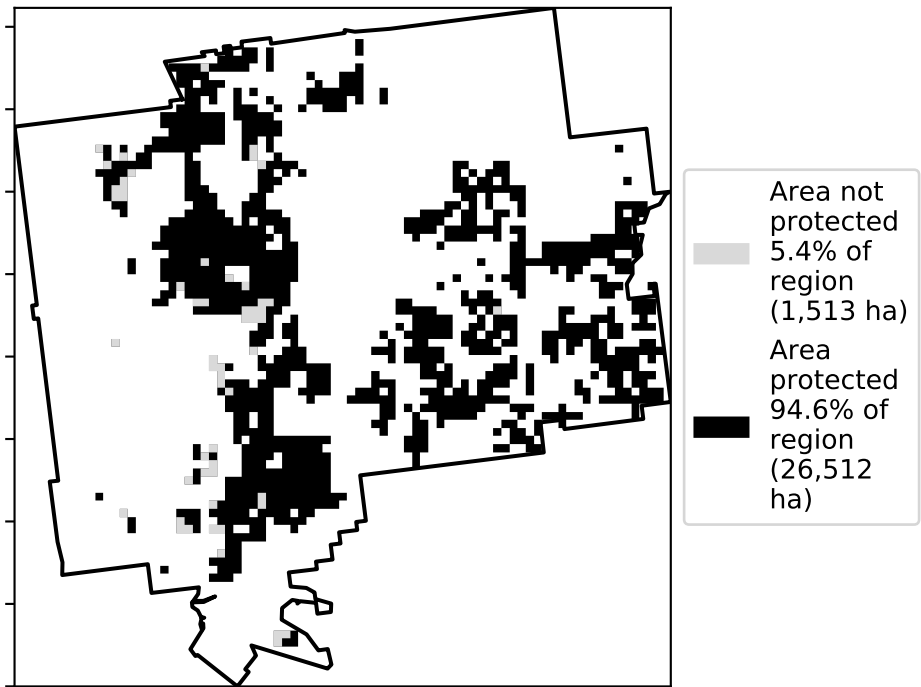 Area not
protected
5.4% of
region
(1,513 ha)
Area
protected
94.6% of
region
(26,512
ha)